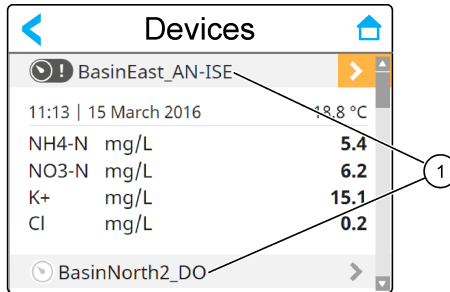 Devices
BasinEast_AN-ISE
11:13 | 15 March 2016 18.8 °C
NH4-N mg/L 5.4
NO3-N mg/L 6.2
K+ mg/L 15.1
Cl mg/L 0.2
1
BasinNorth2_DO